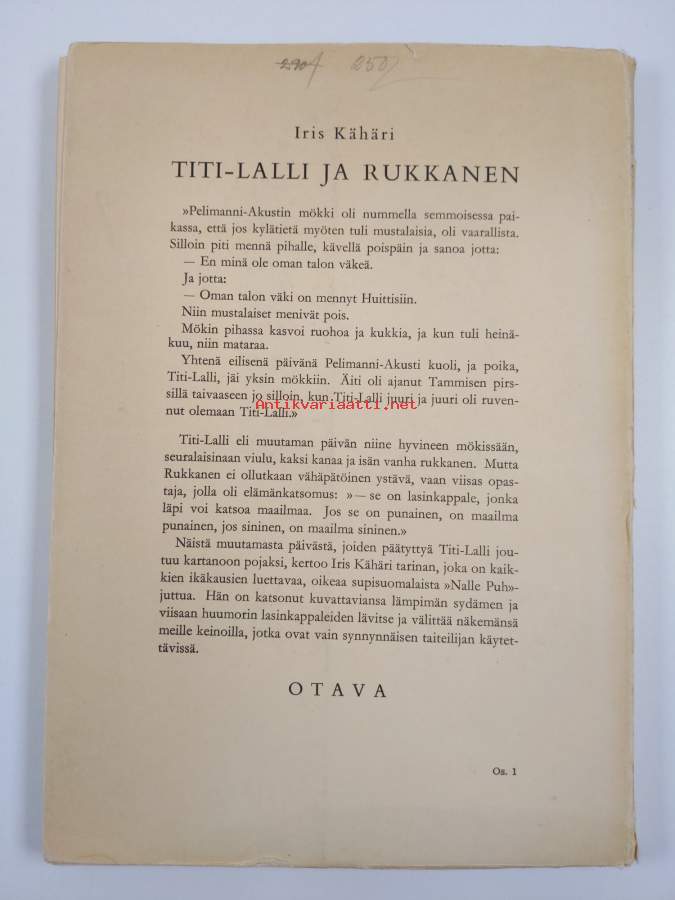 290 250
Iris Kähäri
TITI-LALLI JA RUKKANEN
»Pelimanni-Akustin mökki oli nummella semmoisessa pai-
kassa, että jos kylätietä myöten tuli mustalaisia, oli vaarallista.
Silloin piti mennä pihalle, kävellä poispäin ja sanoa jotta:
— En minä ole oman talon väkeä.
Ja jotta:
— Oman talon väki on mennyt Huittisiin.
Niin mustalaiset menivät pois.
Mökin pihassa kasvoi ruohoa ja kukkia, ja kun tuli heinä-
kuu, niin mataraa.
Yhtenä eilisenä päivänä Pelimanni-Akusti kuoli, ja poika,
Titi-Lalli, jäi yksin mökkiin. Äiti oli ajanut Tammisen pirs-
sillä taivaaseen jo silloin, kun Titi-Lalli juuri ja juuri oli ruven-
nut olemaan Titi-Lalli.»
Antikvariaatti.net
Titi-Lalli eli muutaman päivän niine hyvineen mökissään,
seuralaisinaan viulu, kaksi kanaa ja isän vanha rukkanen. Mutta
Rukkanen ei ollutkaan vähäpätöinen ystävä, vaan viisas opas-
taja, jolla oli elämänkatsomus: »— se on lasinkappale, jonka
läpi voi katsoa maailmaa. Jos se on punainen, on maailma
punainen, jos sininen, on maailma sininen.»
Näistä muutamasta päivästä, joiden päätyttyä Titi-Lalli jou-
tuu kartanoon pojaksi, kertoo Iris Kähäri tarinan, joka on kaik-
kien ikäkausien luettavaa, oikeaa supisuomalaista »Nalle Puh»-
juttua. Hän on katsonut kuvattaviansa lämpimän sydämen ja
viisaan huumorin lasinkappaleiden lävitse ja välittää näkemänsä
meille keinoilla, jotka ovat vain synnynnäisen taiteilijan käytet-
tävissä.
OTAVA
Os. 1